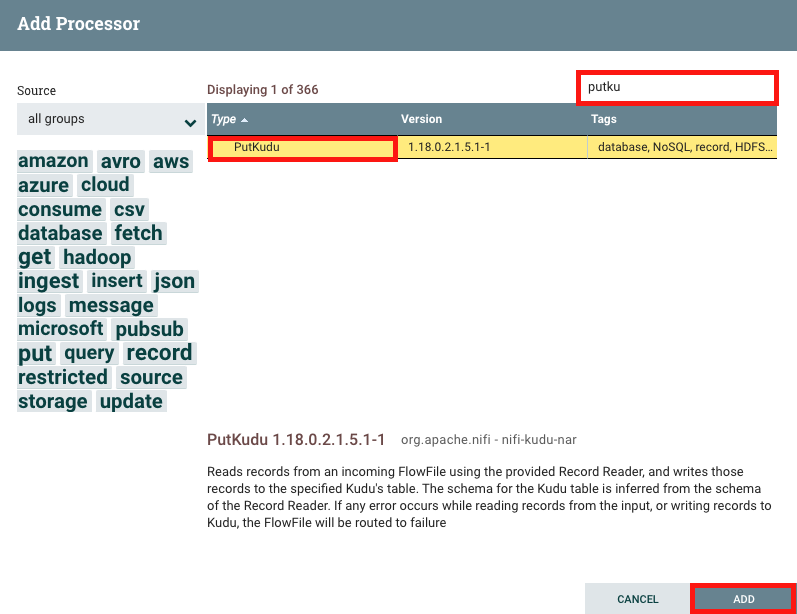 Add Processor
Source
Displaying 1 of 366
putku
all groups
Type Version Tags
PutKudu 1.18.0.2.1.5.1-1 database, NoSQL, record, HDFS...
amazon avro aws
azure cloud
consume csv
database fetch
get hadoop
ingest insert json
logs message
microsoft pubsub
put query record
restricted source
storage update
PutKudu 1.18.0.2.1.5.1-1 org.apache.nifi - nifi-kudu-nar
Reads records from an incoming FlowFile using the provided Record Reader, and writes those
records to the specified Kudu's table. The schema for the Kudu table is inferred from the schema
of the Record Reader. If any error occurs while reading records from the input, or writing records to
Kudu, the FlowFile will be routed to failure
CANCEL ADD